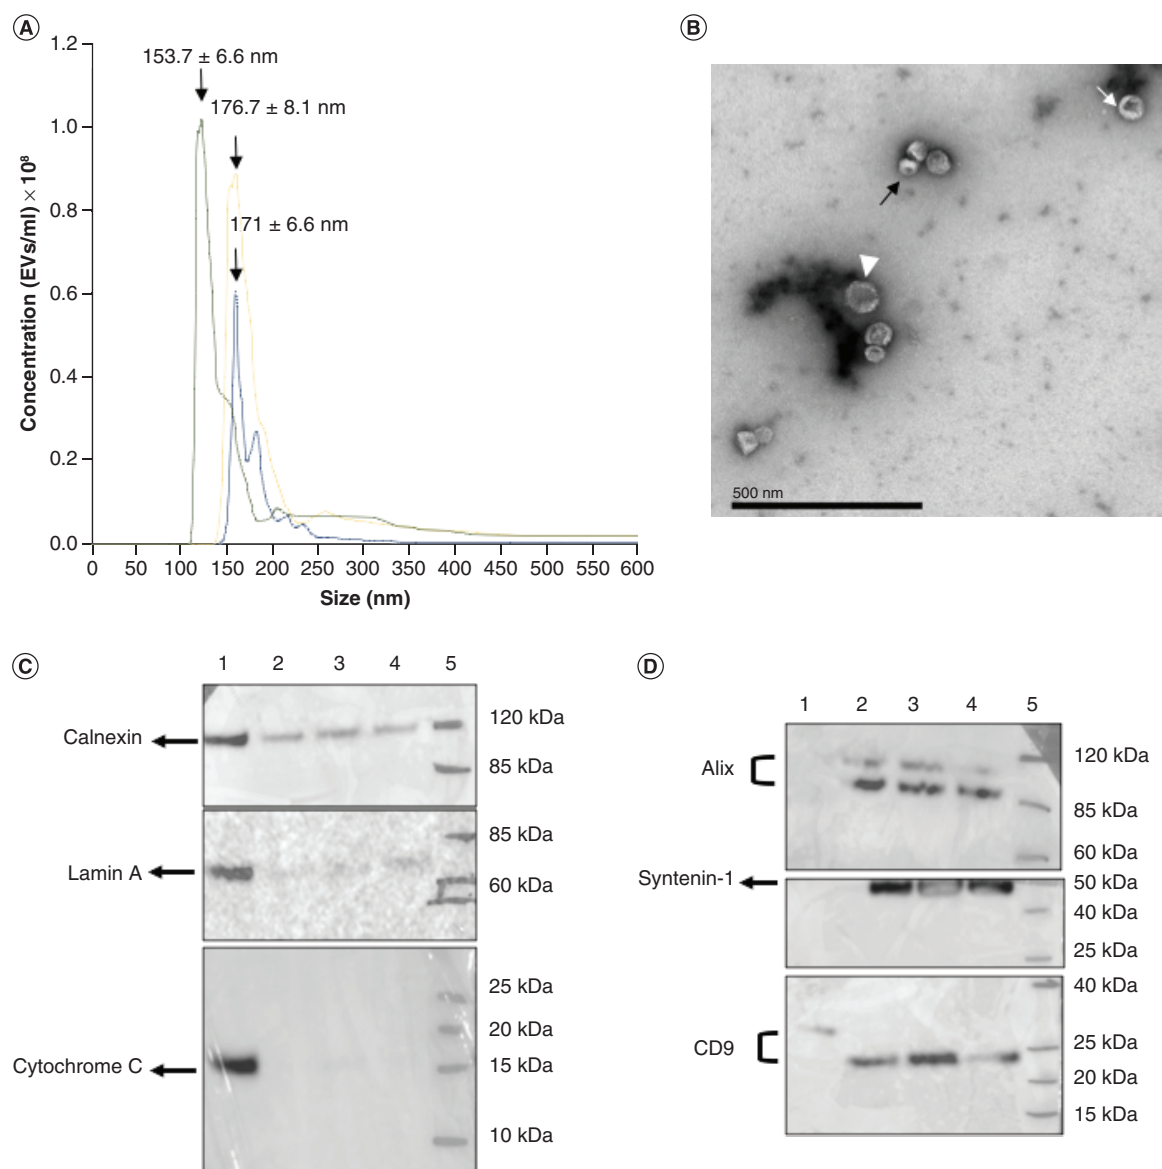 A
1.2
1.0
0.8
0.6
0.4
0.2
0.0
Concentration (EVs/ml) × 10⁸
153.7 ± 6.6 nm
176.7 ± 8.1 nm
171 ± 6.6 nm
0 50 100 150 200 250 300 350 400 450 500 550 600
Size (nm)
B
500 nm
C
1 2 3 4 5
Calnexin
120 kDa
85 kDa
Lamin A
85 kDa
60 kDa
Cytochrome C
25 kDa
20 kDa
15 kDa
10 kDa
D
1 2 3 4 5
Alix
120 kDa
85 kDa
60 kDa
Syntenin-1
50 kDa
40 kDa
25 kDa
CD9
40 kDa
25 kDa
20 kDa
15 kDa